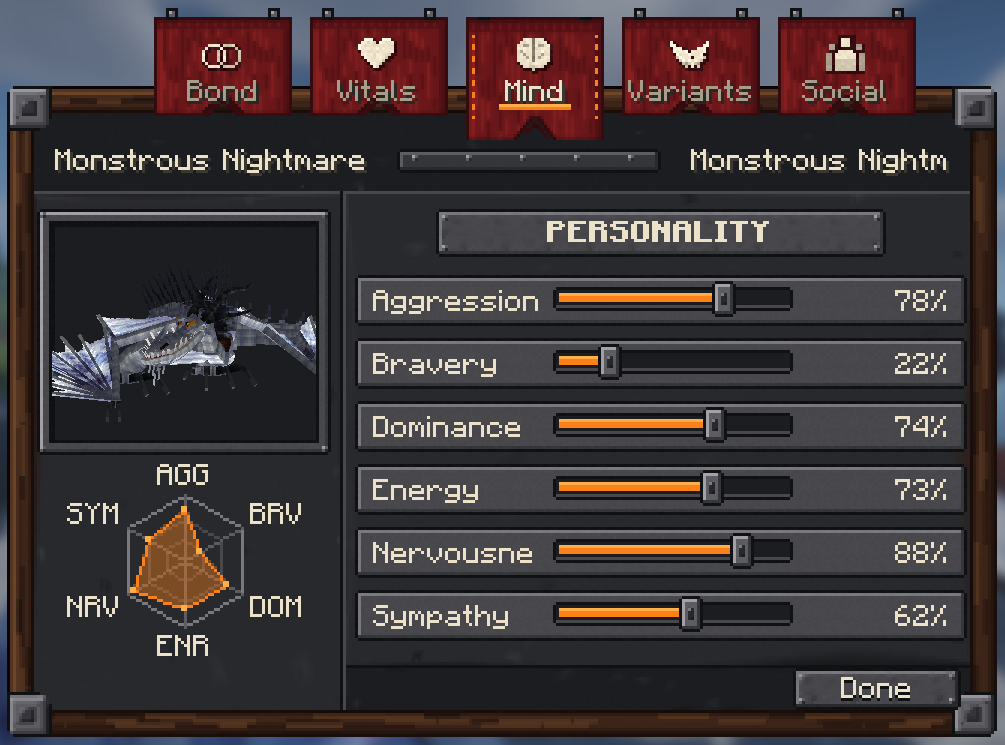 Bond
Vitals
Mind
Variants
Social
Monstrous Nightmare
Monstrous Nightm
PERSONALITY
Aggression 78%
Bravery 22%
Dominance 74%
Energy 73%
Nervousne 88%
Sympathy 62%
AGG
SYM BRV
NRV DOM
ENR
Done